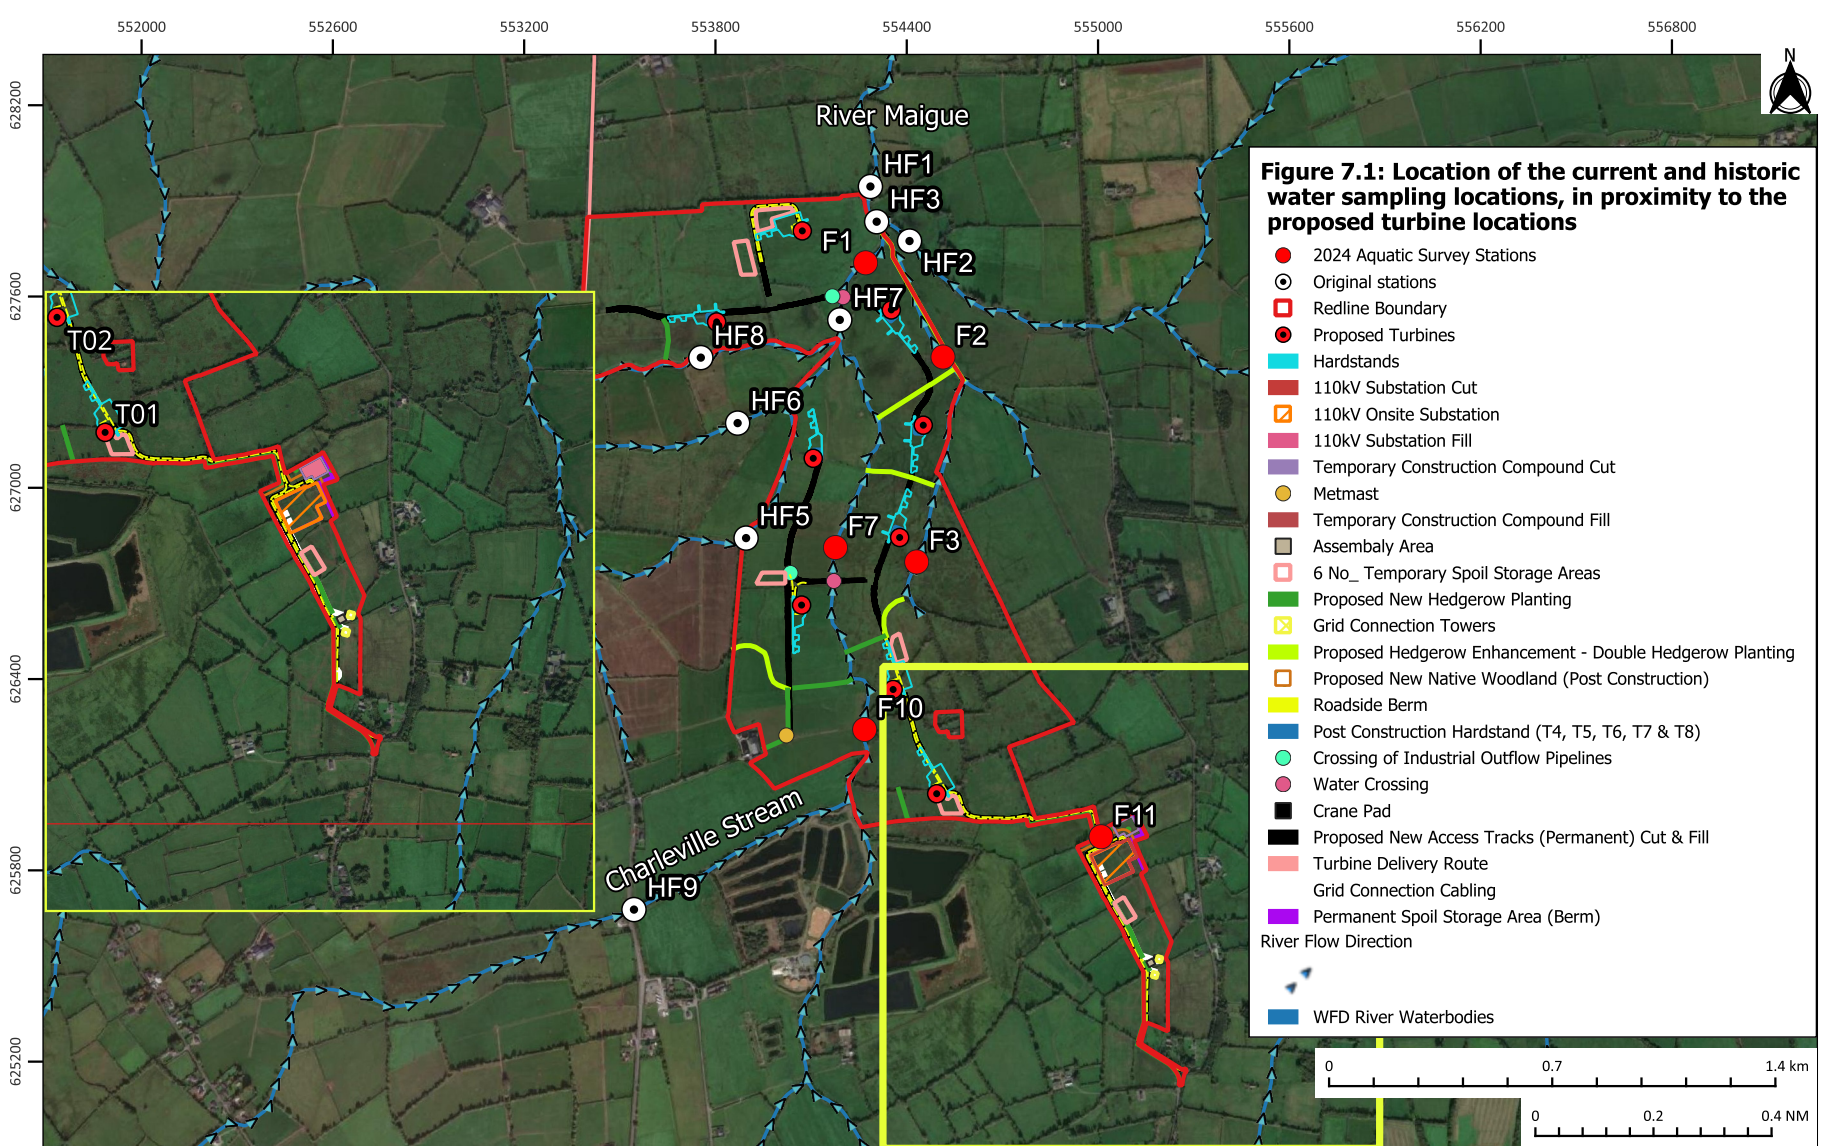 552000 552600 553200 553800 554400 555000 555600 556200 556800
628200
627600
627000
626400
625800
625200
N
River Maigue
HF1
HF3
F1
HF2
HF7
HF8
F2
HF6
HF5
F7
F3
F10
F11
Charleville Stream
HF9
T02
T01
Figure 7.1: Location of the current and historic
water sampling locations, in proximity to the
proposed turbine locations
2024 Aquatic Survey Stations
Original stations
Redline Boundary
Proposed Turbines
Hardstands
110kV Substation Cut
110kV Onsite Substation
110kV Substation Fill
Temporary Construction Compound Cut
Metmast
Temporary Construction Compound Fill
Assembaly Area
6 No_ Temporary Spoil Storage Areas
Proposed New Hedgerow Planting
Grid Connection Towers
Proposed Hedgerow Enhancement - Double Hedgerow Planting
Proposed New Native Woodland (Post Construction)
Roadside Berm
Post Construction Hardstand (T4, T5, T6, T7 & T8)
Crossing of Industrial Outflow Pipelines
Water Crossing
Crane Pad
Proposed New Access Tracks (Permanent) Cut & Fill
Turbine Delivery Route
Grid Connection Cabling
Permanent Spoil Storage Area (Berm)
River Flow Direction
WFD River Waterbodies
0 0.7 1.4 km
0 0.2 0.4 NM